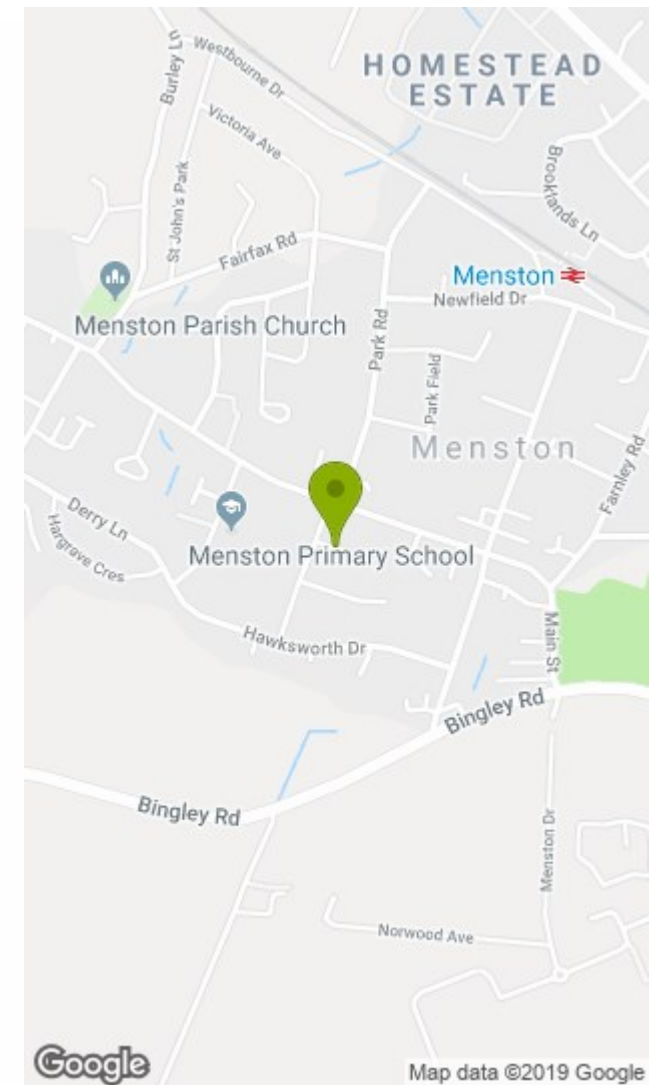 HOMESTEAD
ESTATE
Westbourne Dr
Burley Ln
Victoria Ave
St John's Park
Brooklands Ln
Fairfax Rd
Menston
Newfield Dr
Menston Parish Church
Park Rd
Park Field
Menston
Farnley Rd
Derry Ln
Hargrave Cres
Menston Primary School
Hawksworth Dr
Main St
Bingley Rd
Bingley Rd
Menston Dr
Norwood Ave
Google
Map data ©2019 Google